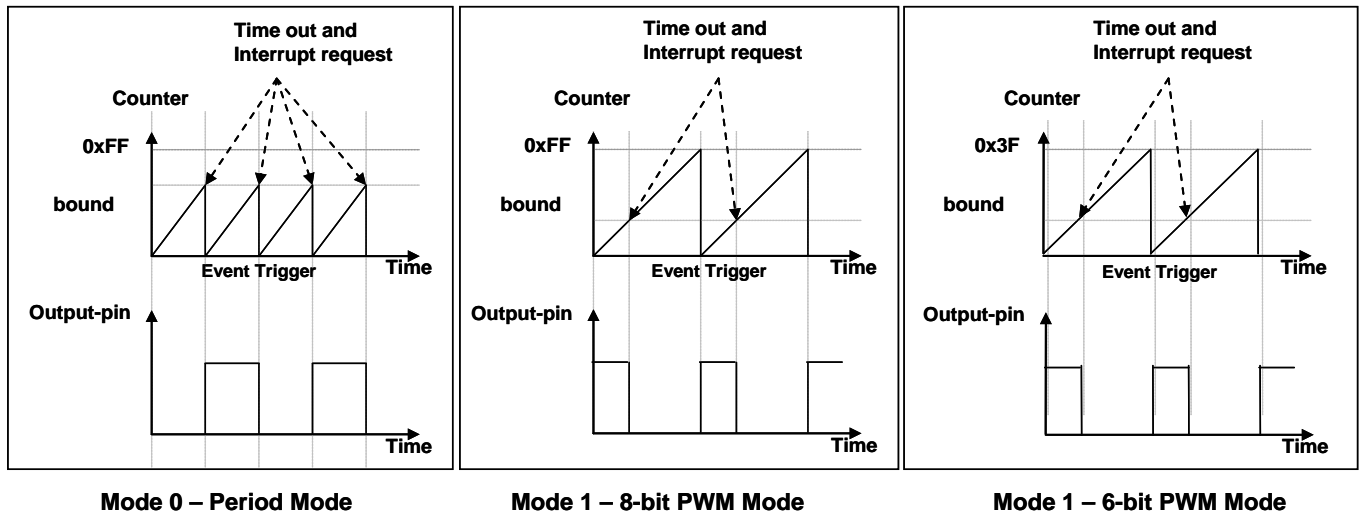 Time out and
Interrupt request
Counter
0xFF
bound
Event Trigger
Time
Output-pin
Time
Mode 0 – Period Mode
Time out and
Interrupt request
Counter
0xFF
bound
Event Trigger
Time
Output-pin
Time
Mode 1 – 8-bit PWM Mode
Time out and
Interrupt request
Counter
0x3F
bound
Event Trigger
Time
Output-pin
Time
Mode 1 – 6-bit PWM Mode